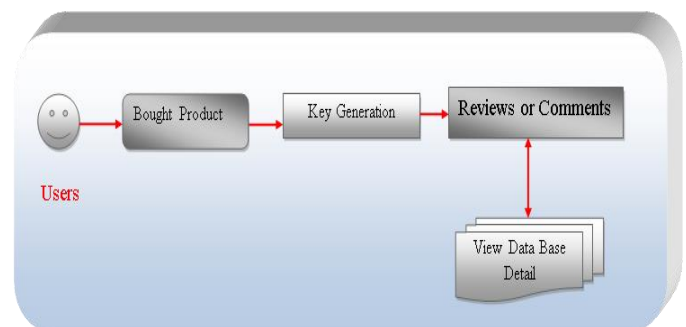 Users
Bought Product
Key Generation
Reviews or Comments
View Data Base
Detail